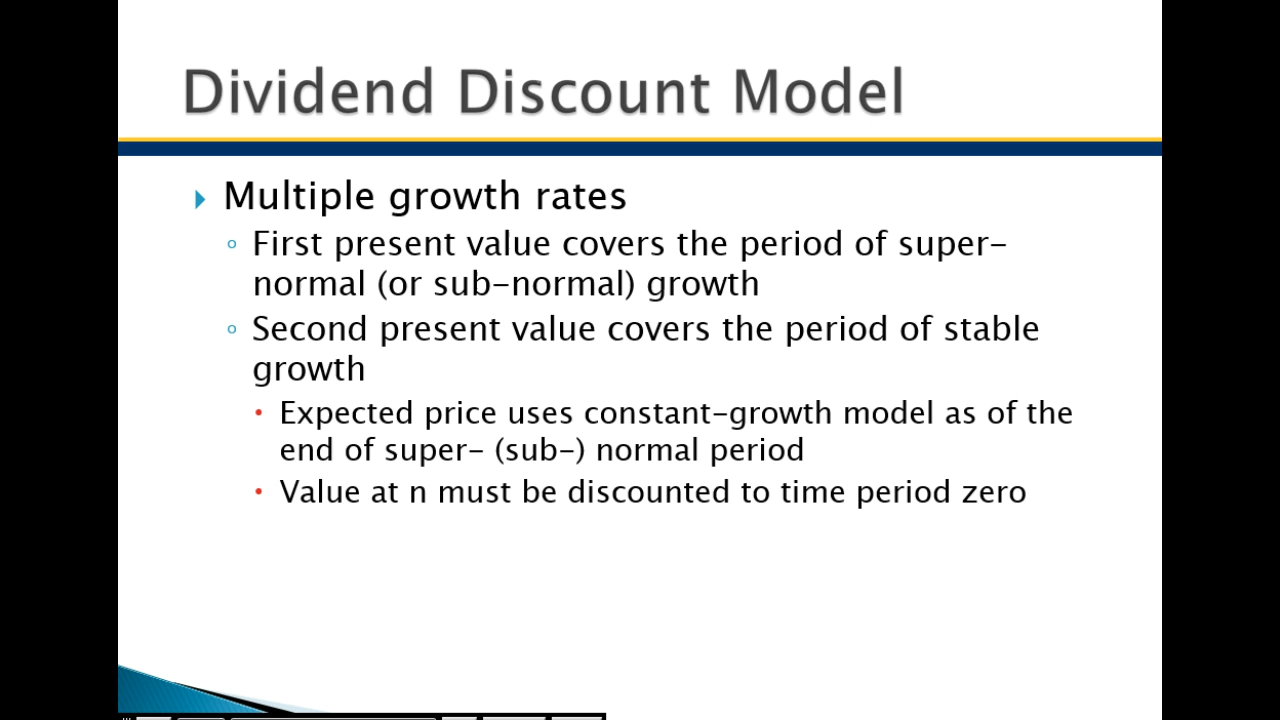 Dividend Discount Model
Multiple growth rates
First present value covers the period of super-
normal (or sub-normal) growth
Second present value covers the period of stable
growth
Expected price uses constant-growth model as of the
end of super- (sub-) normal period
Value at n must be discounted to time period zero